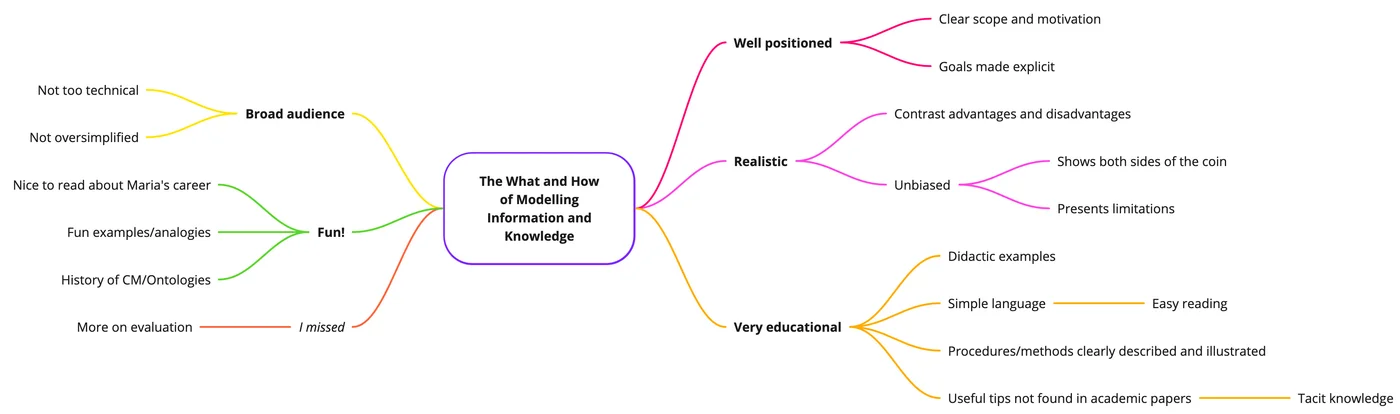 The What and How
of Modelling
Information and
Knowledge
Well positioned
Clear scope and motivation
Goals made explicit
Realistic
Contrast advantages and disadvantages
Unbiased
Shows both sides of the coin
Presents limitations
Very educational
Didactic examples
Simple language
Easy reading
Procedures/methods clearly described and illustrated
Useful tips not found in academic papers
Tacit knowledge
Broad audience
Not too technical
Not oversimplified
Fun!
Nice to read about Maria's career
Fun examples/analogies
History of CM/Ontologies
I missed
More on evaluation